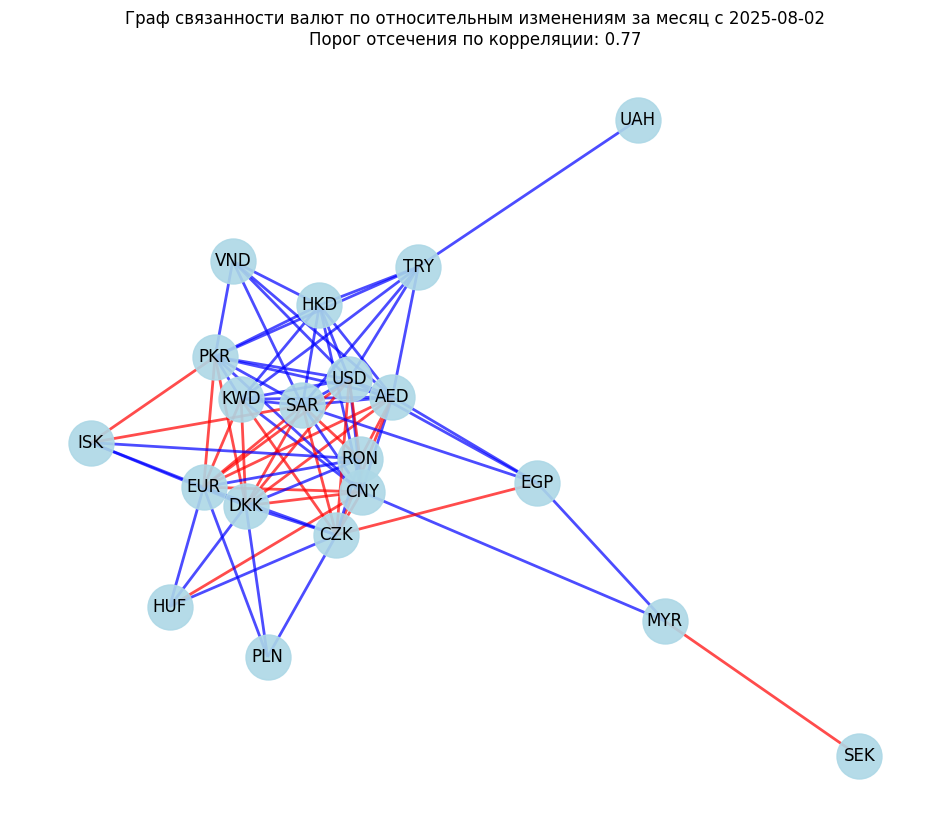 Граф связанности валют по относительным изменениям за месяц с 2025-08-02
Порог отсечения по корреляции: 0.77
UAH
VND
TRY
HKD
PKR
USD
AED
KWD
SAR
ISK
RON
EGP
EUR
CNY
DKK
CZK
HUF
MYR
PLN
SEK